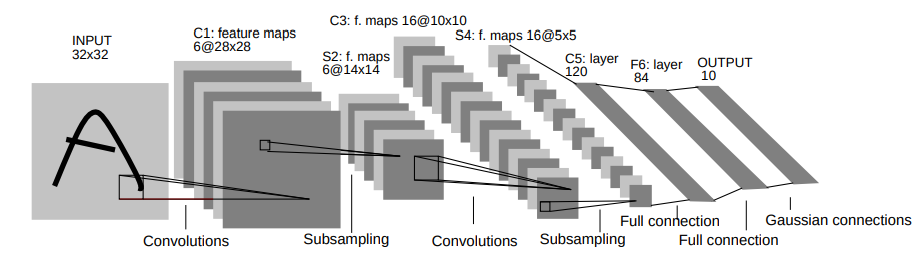 INPUT
32x32
C1: feature maps
6@28x28
S2: f. maps
6@14x14
C3: f. maps 16@10x10
S4: f. maps 16@5x5
C5: layer
120
F6: layer
84
OUTPUT
10
Convolutions
Subsampling
Convolutions
Subsampling
Full connection
Full connection
Gaussian connections